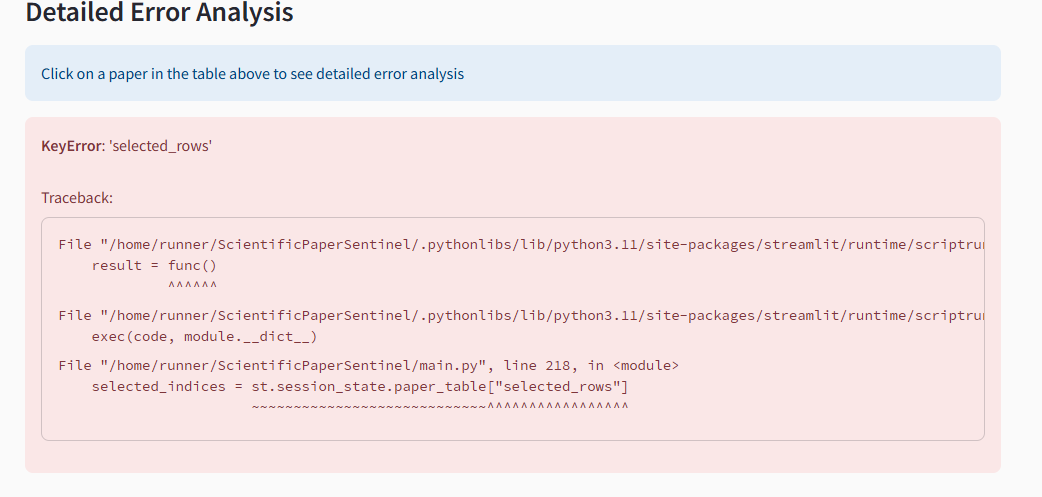 Detailed Error Analysis
Click on a paper in the table above to see detailed error analysis
KeyError: 'selected_rows'
Traceback:
File "/home/runner/ScientificPaperSentinel/.pythonlibs/lib/python3.11/site-packages/streamlit/runtime/scriptru
result = func()
^^^^^^
File "/home/runner/ScientificPaperSentinel/.pythonlibs/lib/python3.11/site-packages/streamlit/runtime/scriptru
exec(code, module.__dict__)
File "/home/runner/ScientificPaperSentinel/main.py", line 218, in <module>
selected_indices = st.session_state.paper_table["selected_rows"]
~~~~~~~~~~~~~~~~~~~~~~~~~~~~^^^^^^^^^^^^^^^^^